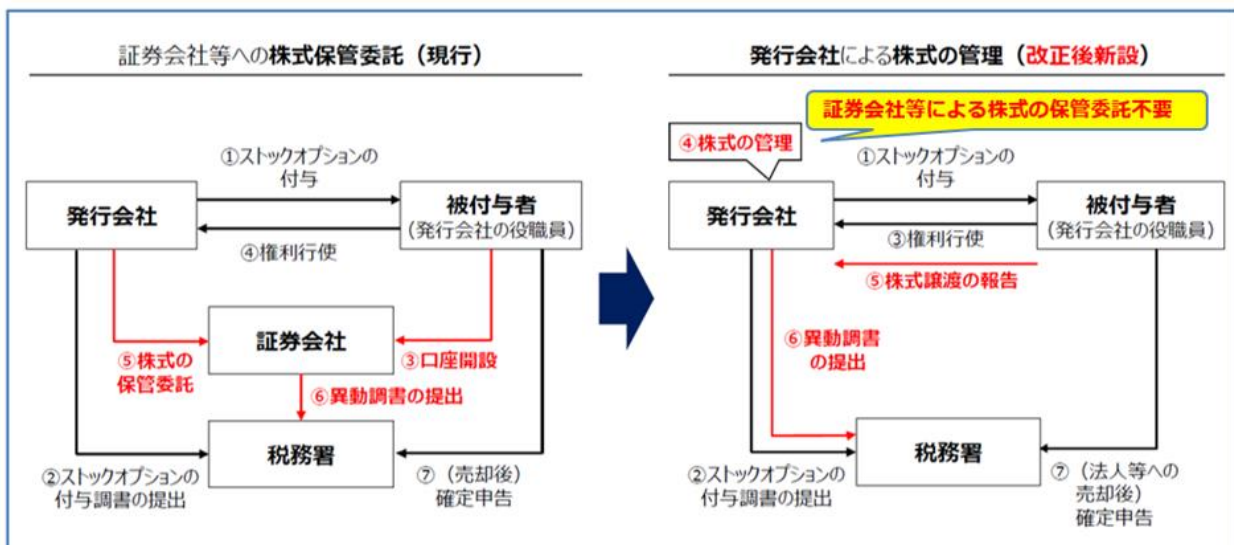 証券会社等への株式保管委託（現行）
①ストックオプションの
付与
発行会社
被付与者
（発行会社の役職員）
④権利行使
証券会社
⑤株式の
保管委託
③口座開設
⑥異動調書の提出
税務署
②ストックオプションの
付与調書の提出
⑦（売却後）
確定申告
発行会社による株式の管理（改正後新設）
証券会社等による株式の保管委託不要
④株式の管理
①ストックオプションの
付与
発行会社
被付与者
（発行会社の役職員）
③権利行使
⑤株式譲渡の報告
⑥異動調書
の提出
税務署
②ストックオプションの
付与調書の提出
⑦（法人等への
売却後）
確定申告